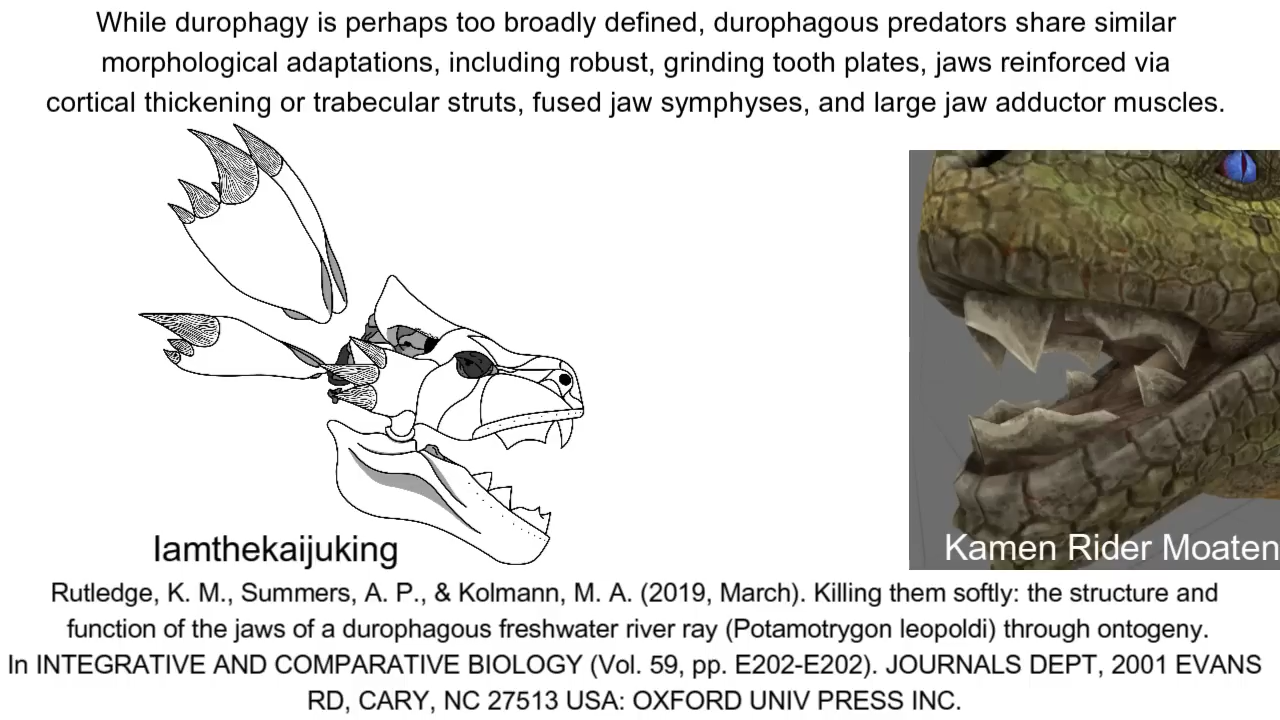 While durophagy is perhaps too broadly defined, durophagous predators share similar
morphological adaptations, including robust, grinding tooth plates, jaws reinforced via
cortical thickening or trabecular struts, fused jaw symphyses, and large jaw adductor muscles.
Iamthekaijuking
Kamen Rider Moaten
Rutledge, K. M., Summers, A. P., & Kolmann, M. A. (2019, March). Killing them softly: the structure and
function of the jaws of a durophagous freshwater river ray (Potamotrygon leopoldi) through ontogeny.
In INTEGRATIVE AND COMPARATIVE BIOLOGY (Vol. 59, pp. E202-E202). JOURNALS DEPT, 2001 EVANS
RD, CARY, NC 27513 USA: OXFORD UNIV PRESS INC.